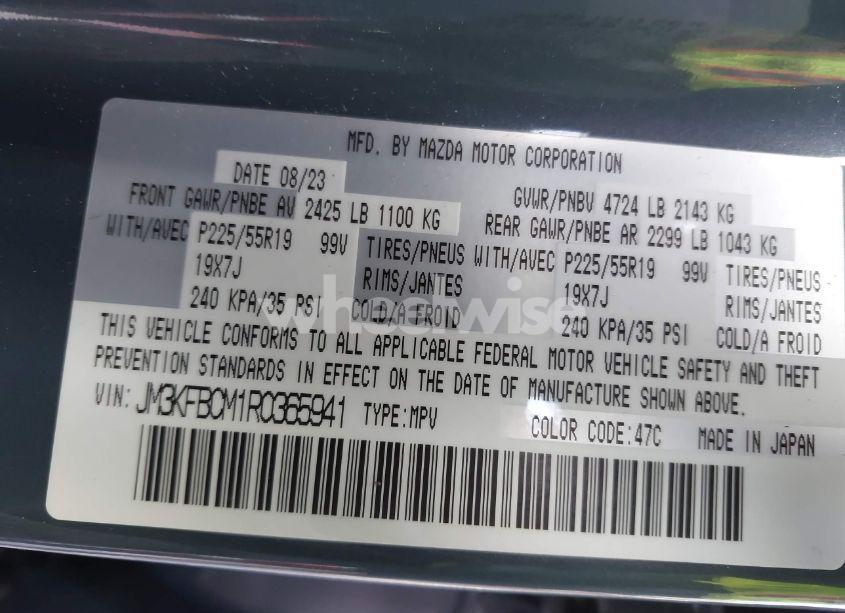 MFD. BY MAZDA MOTOR CORPORATION
DATE 08/23
GVWR/PNBV 4724 LB 2143 KG
FRONT GAWR/PNBE AV 2425 LB 1100 KG
REAR GAWR/PNBE AR 2299 LB 1043 KG
WITH/AVEC P225/55R19 99V TIRES/PNEUS WITH/AVEC P225/55R19 99V TIRES/PNEUS
19X7J RIMS/JANTES 19X7J RIMS/JANTES
240 KPA/35 PSI COLD/A FROID 240 KPA/35 PSI COLD/A FROID
wheelwise
THIS VEHICLE CONFORMS TO ALL APPLICABLE FEDERAL MOTOR VEHICLE SAFETY AND THEFT
PREVENTION STANDARDS IN EFFECT ON THE DATE OF MANUFACTURE SHOWN ABOVE.
VIN: JM3KFBCM1R0365941 TYPE:MPV COLOR CODE:47C MADE IN JAPAN